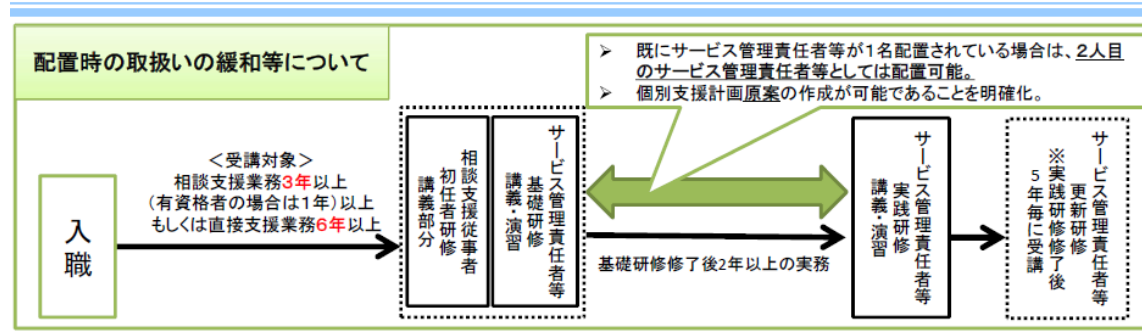 配置時の取扱いの緩和等について
➢ 既にサービス管理責任者等が1名配置されている場合は、２人目
のサービス管理責任者等としては配置可能。
➢ 個別支援計画原案の作成が可能であることを明確化。
入職
＜受講対象＞
相談支援業務3年以上
(有資格者の場合は1年)以上
もしくは直接支援業務6年以上
相談支援従事者
初任者研修
講義部分
サービス管理責任者等
基礎研修
講義・演習
基礎研修修了後2年以上の実務
サービス管理責任者等
実践研修
講義・演習
サービス管理責任者等
更新研修
※実践研修修了後
5年毎に受講